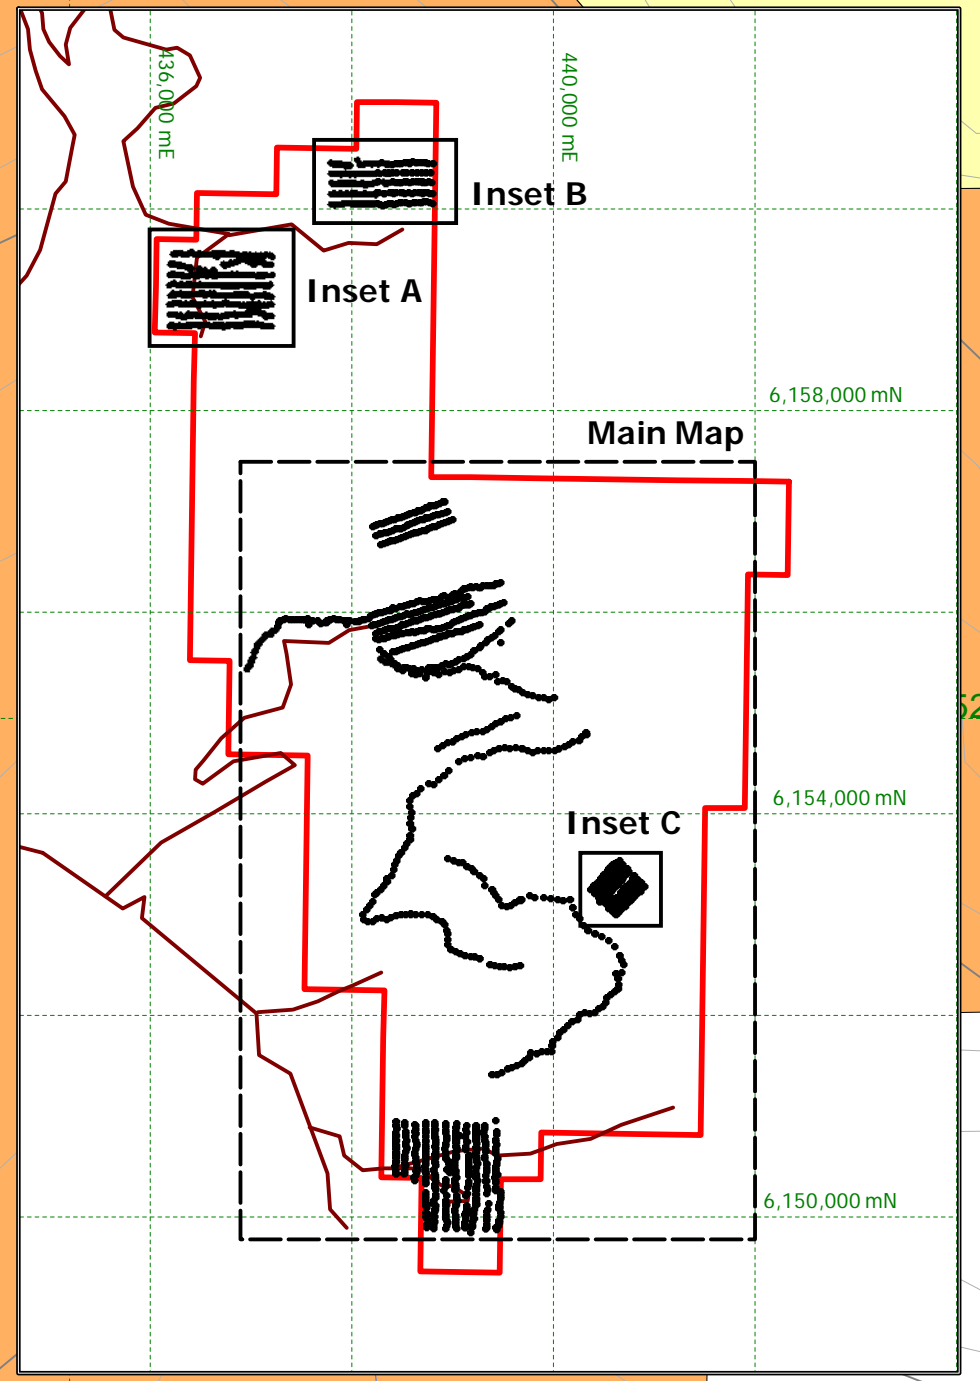 436,000 mE
440,000 mE
Inset B
Inset A
6,158,000 mN
Main Map
52
6,154,000 mN
Inset C
6,150,000 mN